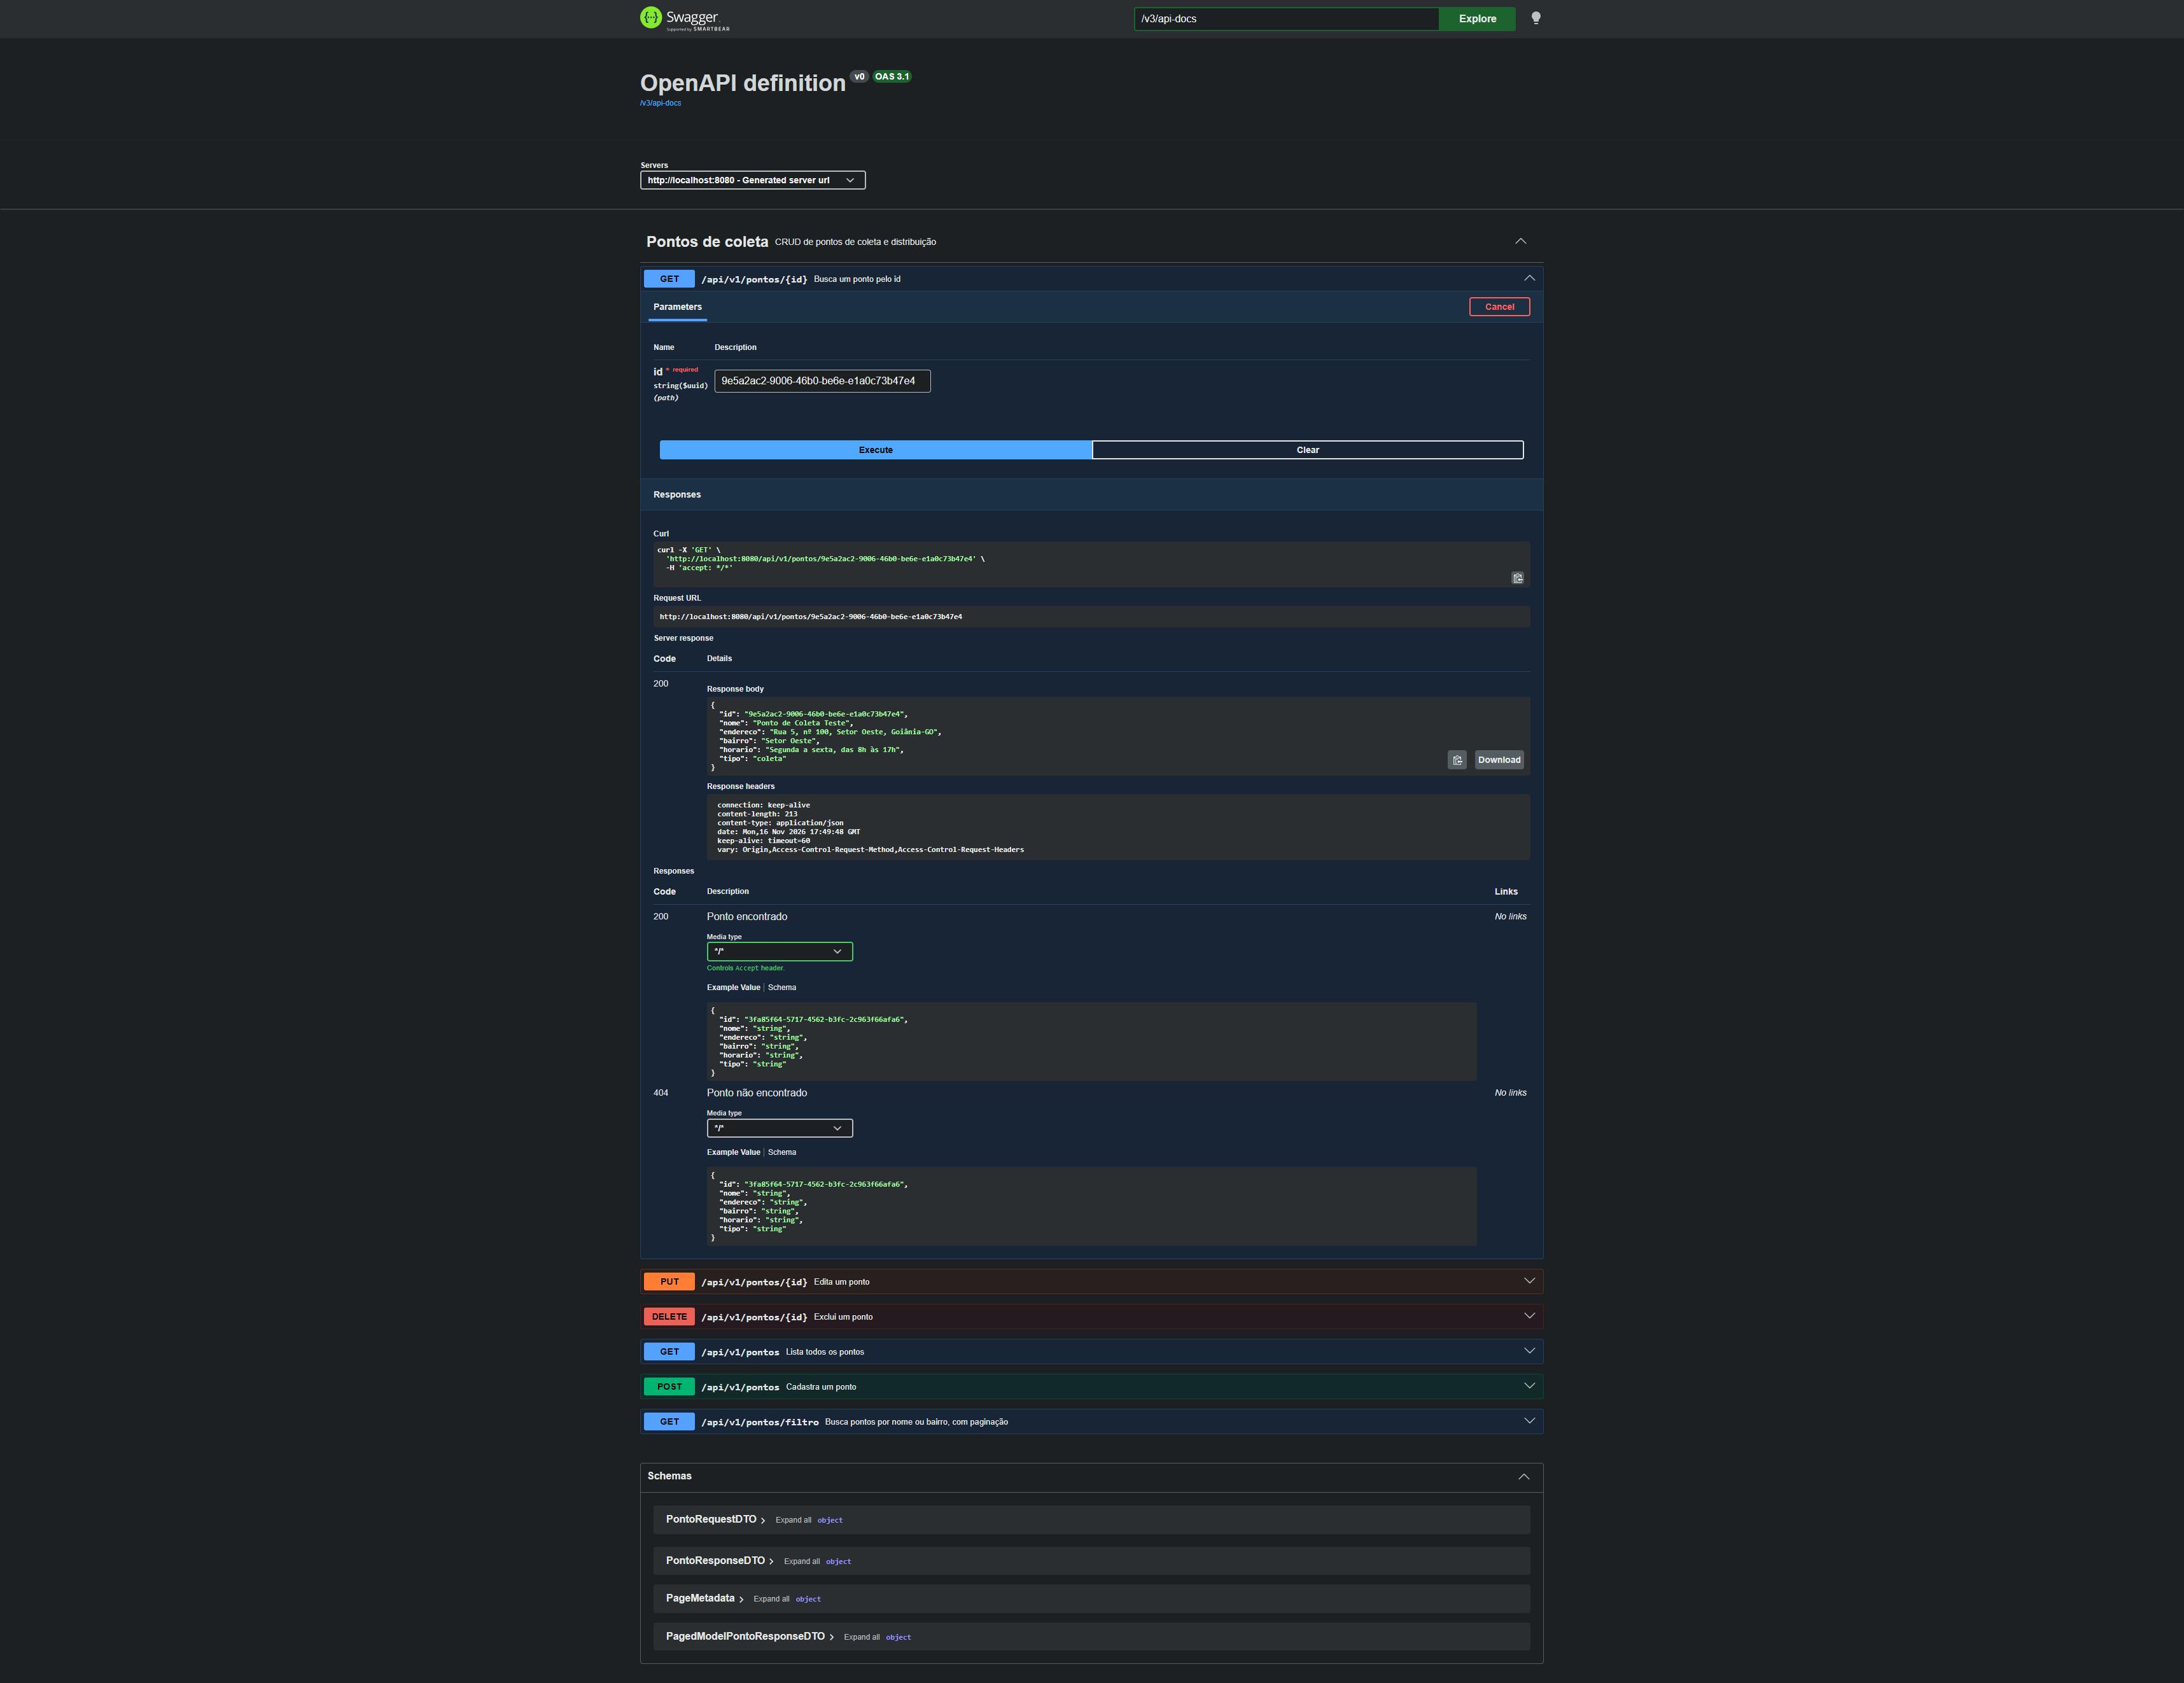 Swagger.
Supported by SMARTBEAR
/v3/api-docs
Explore
OpenAPI definition v0 OAS 3.1
/v3/api-docs
Servers
http://localhost:8080 - Generated server url
Pontos de coleta CRUD de pontos de coleta e distribuição
GET /api/v1/pontos/{id} Busca um ponto pelo id
Parameters
Cancel
Name Description
id * required
string($uuid)
(path)
9e5a2ac2-9006-46b0-be6e-e1a0c73b47e4
Execute
Clear
Responses
Curl
curl -X 'GET' \
'http://localhost:8080/api/v1/pontos/9e5a2ac2-9006-46b0-be6e-e1a0c73b47e4' \
-H 'accept: */*'
Request URL
http://localhost:8080/api/v1/pontos/9e5a2ac2-9006-46b0-be6e-e1a0c73b47e4
Server response
Code Details
200
Response body
{
"id": "9e5a2ac2-9006-46b0-be6e-e1a0c73b47e4",
"nome": "Ponto de Coleta Teste",
"endereco": "Rua 5, nº 100, Setor Oeste, Goiânia-GO",
"bairro": "Setor Oeste",
"horario": "Segunda a sexta, das 8h às 17h",
"tipo": "coleta"
}
Download
Response headers
connection: keep-alive
content-length: 213
content-type: application/json
date: Mon,16 Nov 2026 17:49:48 GMT
keep-alive: timeout=60
vary: Origin,Access-Control-Request-Method,Access-Control-Request-Headers
Responses
Code Description Links
200 Ponto encontrado No links
Media type
*/*
Controls Accept header.
Example Value | Schema
{
"id": "3fa85f64-5717-4562-b3fc-2c963f66afa6",
"nome": "string",
"endereco": "string",
"bairro": "string",
"horario": "string",
"tipo": "string"
}
404 Ponto não encontrado No links
Media type
*/*
Example Value | Schema
{
"id": "3fa85f64-5717-4562-b3fc-2c963f66afa6",
"nome": "string",
"endereco": "string",
"bairro": "string",
"horario": "string",
"tipo": "string"
}
PUT /api/v1/pontos/{id} Edita um ponto
DELETE /api/v1/pontos/{id} Exclui um ponto
GET /api/v1/pontos Lista todos os pontos
POST /api/v1/pontos Cadastra um ponto
GET /api/v1/pontos/filtro Busca pontos por nome ou bairro, com paginação
Schemas
PontoRequestDTO Expand all object
PontoResponseDTO Expand all object
PageMetadata Expand all object
PagedModelPontoResponseDTO Expand all object